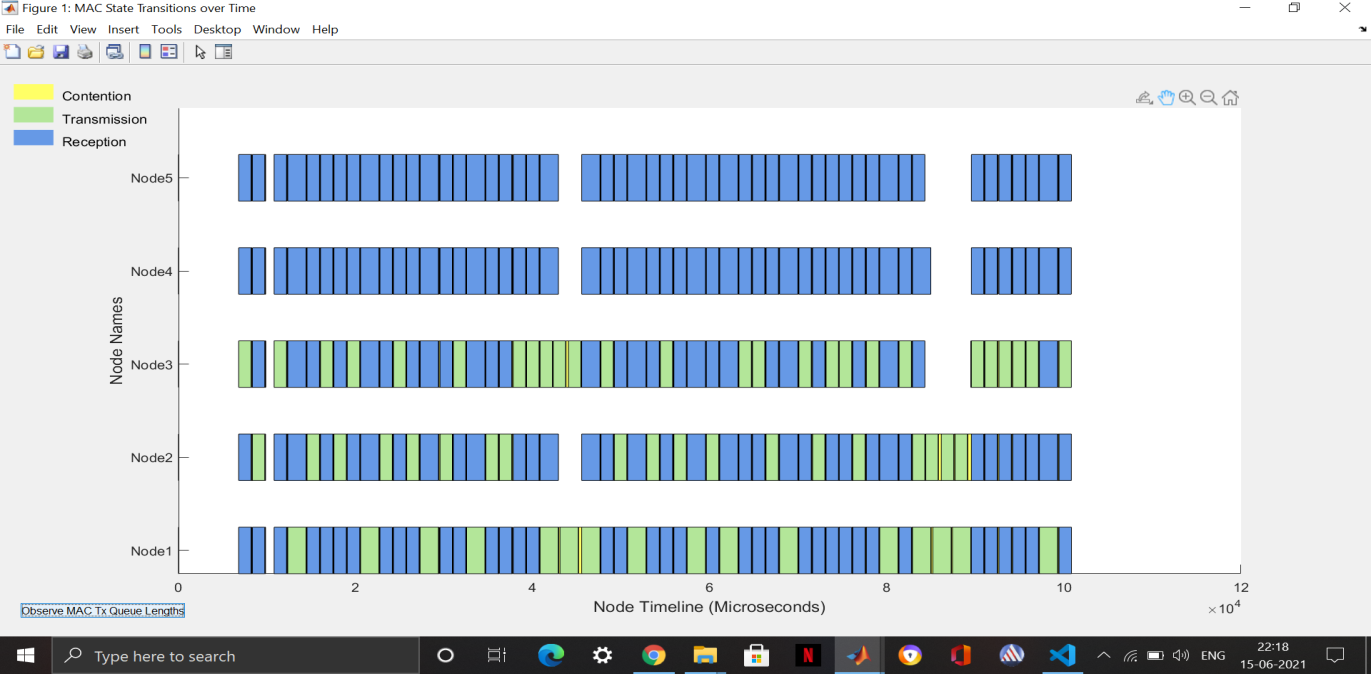 Figure 1: MAC State Transitions over Time
File Edit View Insert Tools Desktop Window Help
Contention
Transmission
Reception
Node5
Node4
Node3
Node2
Node1
Node Names
0 2 4 6 8 10 12
Node Timeline (Microseconds)
×10^4
Observe MAC Tx Queue Lengths
Type here to search
N
ENG
22:18
15-06-2021